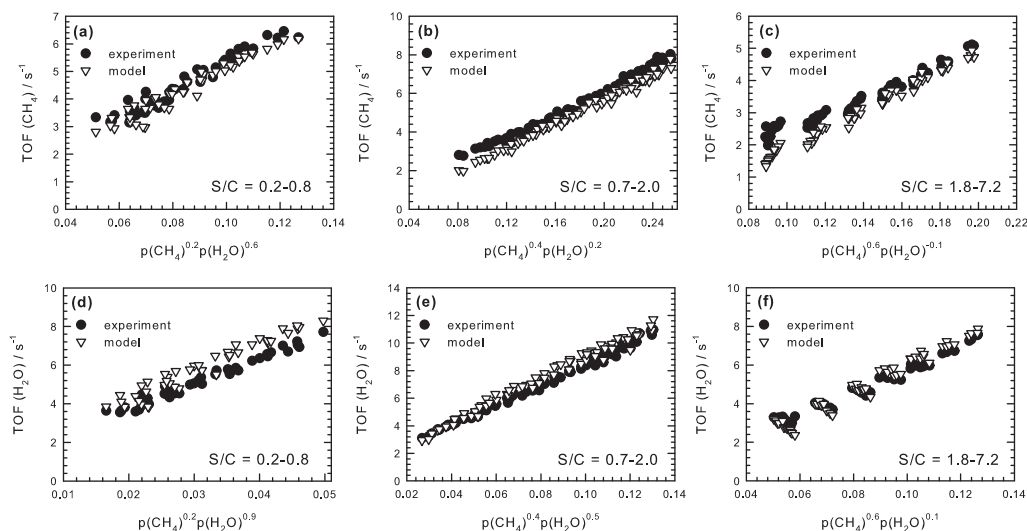 (a)
experiment
model
S/C = 0.2-0.8
TOF (CH4) / s-1
0
1
2
3
4
5
6
7
0.04
0.06
0.08
0.10
0.12
0.14
p(CH4)0.2p(H2O)0.6
(b)
experiment
model
S/C = 0.7-2.0
TOF (CH4) / s-1
0
2
4
6
8
10
0.04
0.08
0.12
0.16
0.20
0.24
p(CH4)0.4p(H2O)0.2
(c)
experiment
model
S/C = 1.8-7.2
TOF (CH4) / s-1
0
1
2
3
4
5
6
0.08
0.10
0.12
0.14
0.16
0.18
0.20
0.22
p(CH4)0.6p(H2O)-0.1
(d)
experiment
model
S/C = 0.2-0.8
TOF (H2O) / s-1
0
2
4
6
8
10
0.01
0.02
0.03
0.04
0.05
p(CH4)0.2p(H2O)0.9
(e)
experiment
model
S/C = 0.7-2.0
TOF (H2O) / s-1
0
2
4
6
8
10
12
14
0.02
0.04
0.06
0.08
0.10
0.12
0.14
p(CH4)0.4p(H2O)0.5
(f)
experiment
model
S/C = 1.8-7.2
TOF (H2O) / s-1
0
2
4
6
8
10
0.04
0.06
0.08
0.10
0.12
0.14
p(CH4)0.6p(H2O)0.1